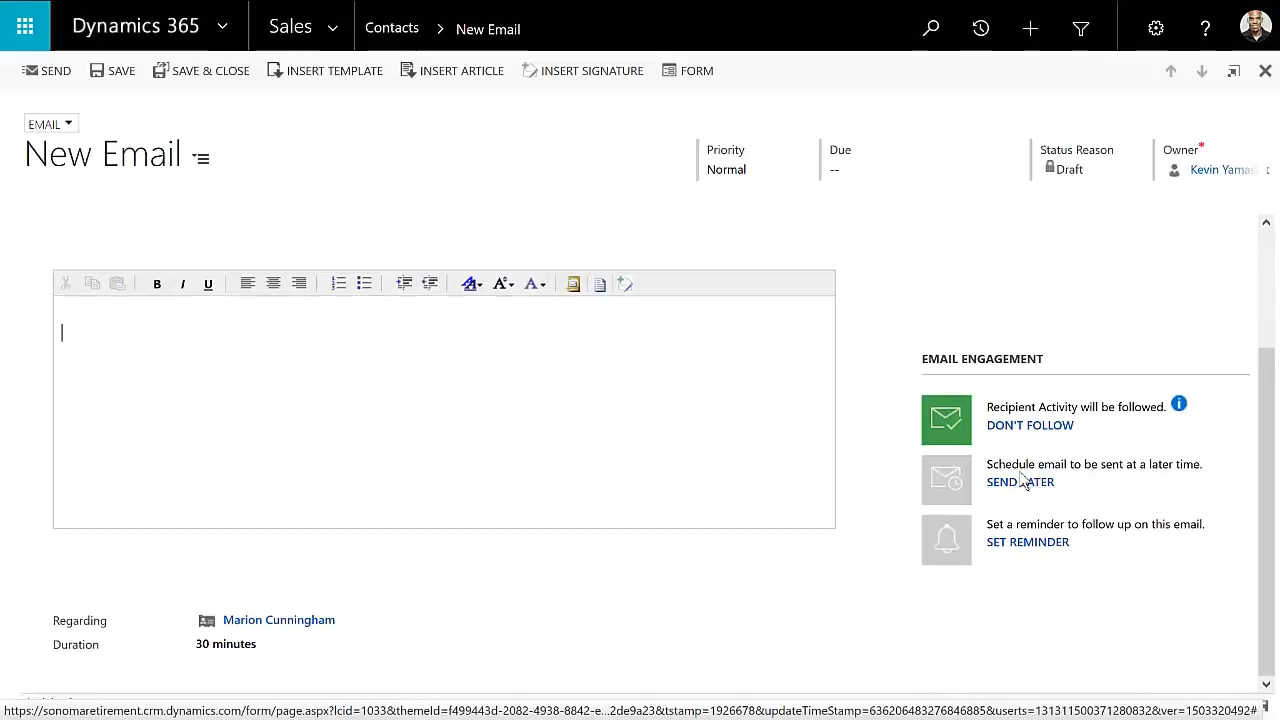 Dynamics 365 Sales Contacts > New Email ?
SEND SAVE SAVE & CLOSE INSERT TEMPLATE INSERT ARTICLE INSERT SIGNATURE FORM
EMAIL
New Email
Priority Due Status Reason Owner*
Normal -- Draft Kevin Yamas
B I U A A A
EMAIL ENGAGEMENT
Recipient Activity will be followed. i
DON'T FOLLOW
Schedule email to be sent at a later time.
SEND LATER
Set a reminder to follow up on this email.
SET REMINDER
Regarding Marion Cunningham
Duration 30 minutes
https://sonomaretirement.crm.dynamics.com/form/page.aspx?lcid=1033&themeId=f499443d-2082-4938-8842-e...2de9a23&tstamp=1926678&updateTimeStamp=636206483276846885&userts=131311500371280832&ver=1503320492#